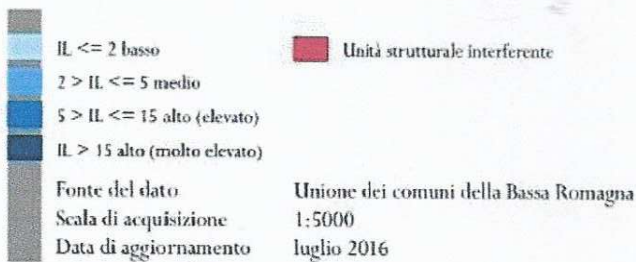 IL <= 2 basso
Unità strutturale interferente
2 > IL <= 5 medio
5 > IL <= 15 alto (elevato)
IL > 15 alto (molto elevato)
Fonte del dato Unione dei comuni della Bassa Romagna
Scala di acquisizione 1:5000
Data di aggiornamento luglio 2016